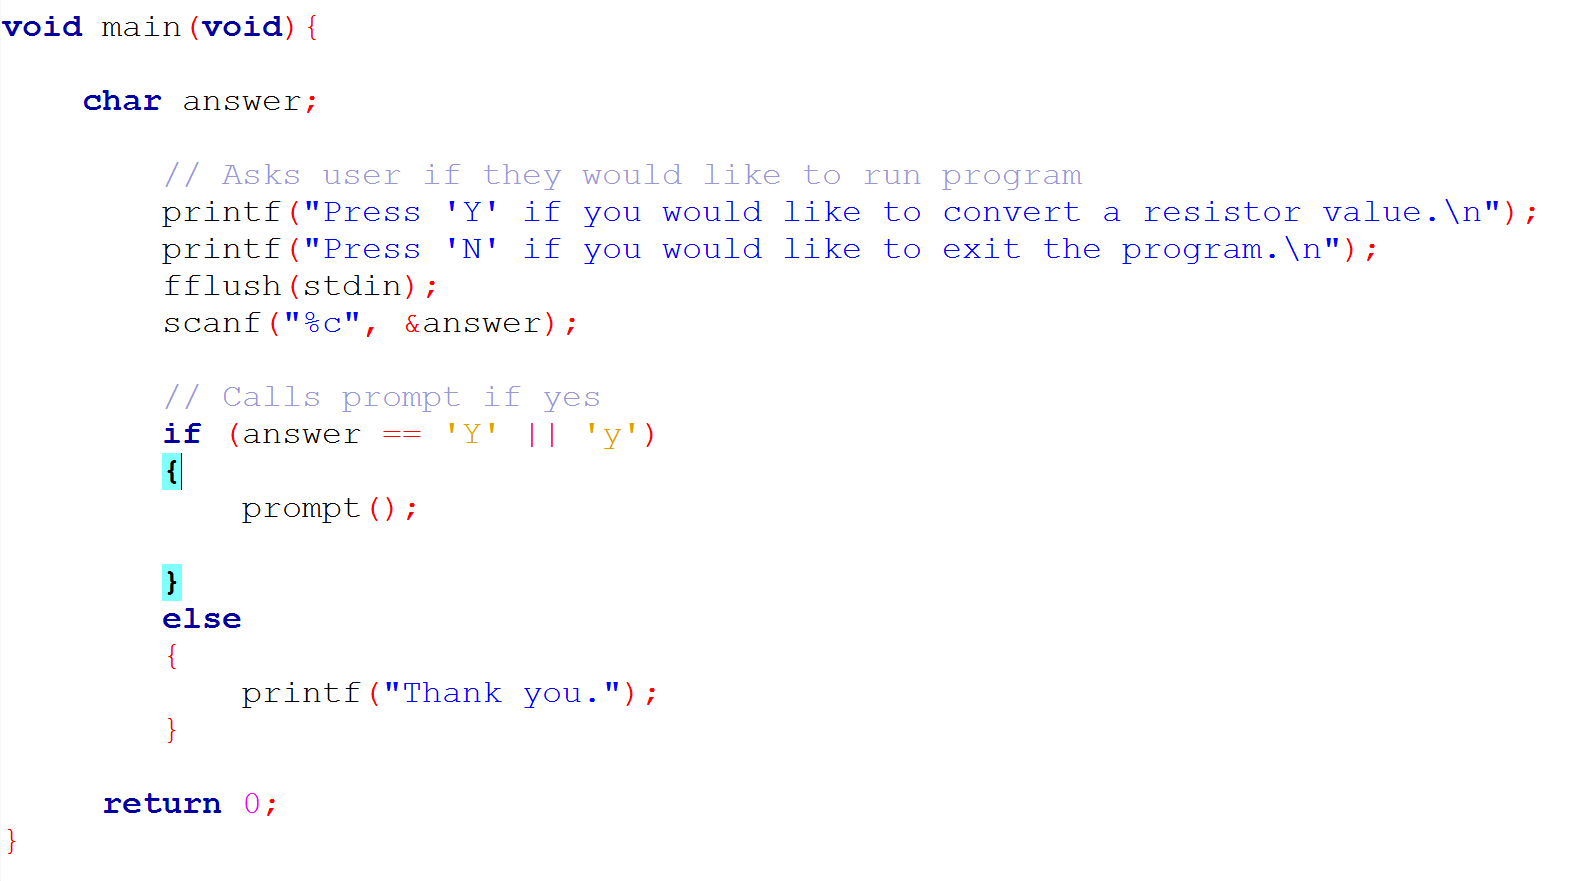 void main(void){
char answer;
// Asks user if they would like to run program
printf("Press 'Y' if you would like to convert a resistor value.\n");
printf("Press 'N' if you would like to exit the program.\n");
fflush(stdin);
scanf("%c", &answer);
// Calls prompt if yes
if (answer == 'Y' || 'y')
{
prompt();
}
else
{
printf("Thank you.");
}
return 0;
}